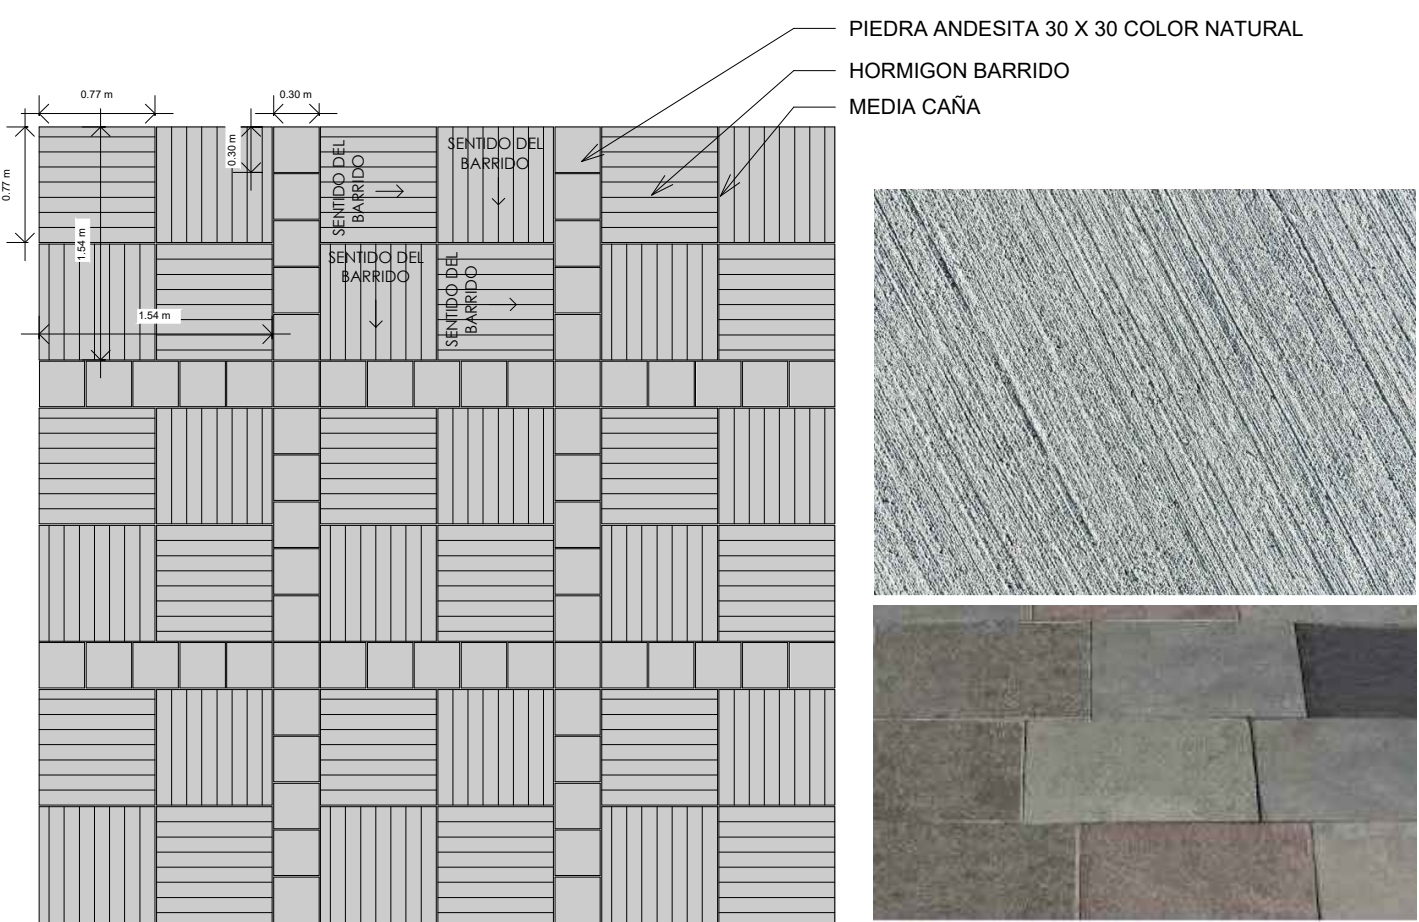 PIEDRA ANDESITA 30 X 30 COLOR NATURAL
HORMIGON BARRIDO
MEDIA CAÑA
0.77 m
0.30 m
0.77 m
0.30 m
1.54 m
1.54 m
SENTIDO DEL
BARRIDO
SENTIDO DEL
BARRIDO
SENTIDO DEL
BARRIDO
SENTIDO DEL
BARRIDO